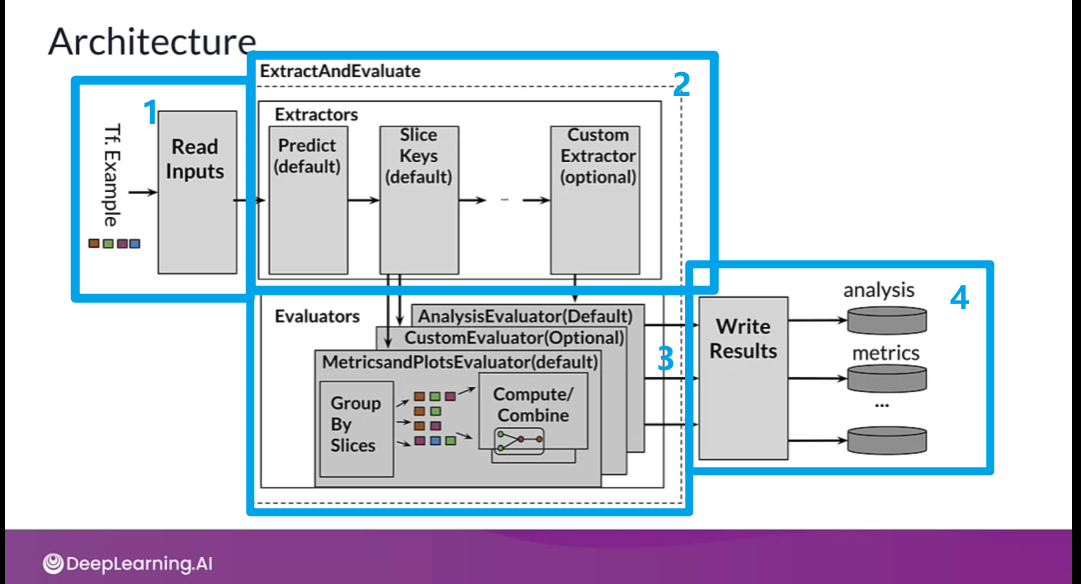 Architecture
ExtractAndEvaluate
2
1
Tf. Example
Read
Inputs
Extractors
Predict
(default)
Slice
Keys
(default)
...
Custom
Extractor
(optional)
Evaluators
AnalysisEvaluator(Default)
CustomEvaluator(Optional)
MetricsandPlotsEvaluator(default)
Group
By
Slices
Compute/
Combine
3
4
Write
Results
analysis
metrics
...
DeepLearning.AI